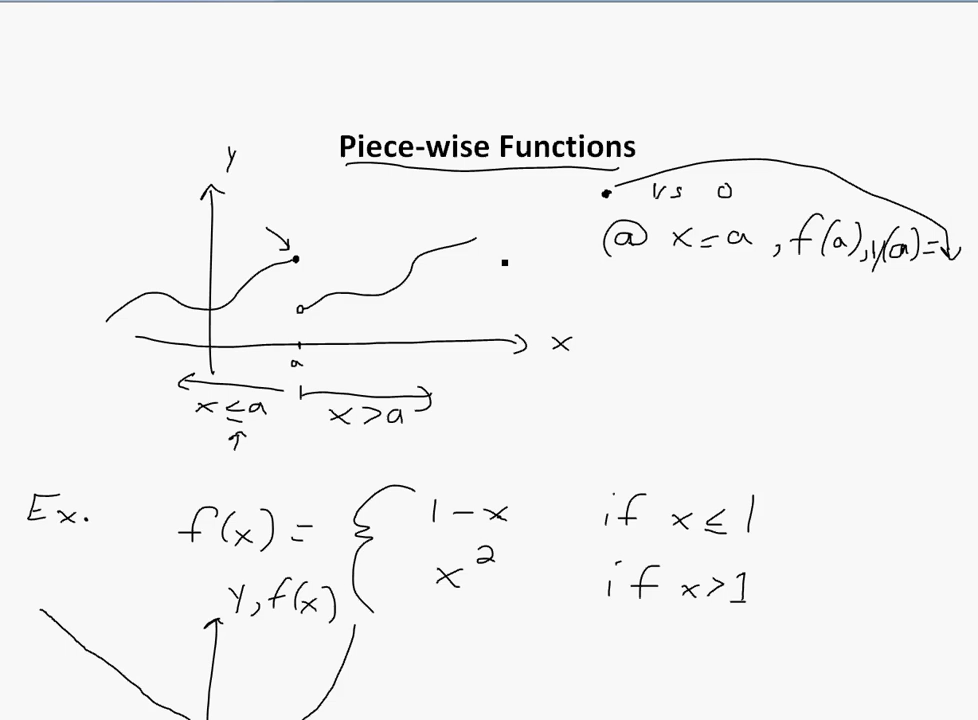 Piece-wise Functions
y
• vs o
@ x=a, f(a), y(a)=
x
a
x ≤ a
x > a
Ex. f(x) = { 1-x if x ≤ 1
x² if x > 1
y, f(x)